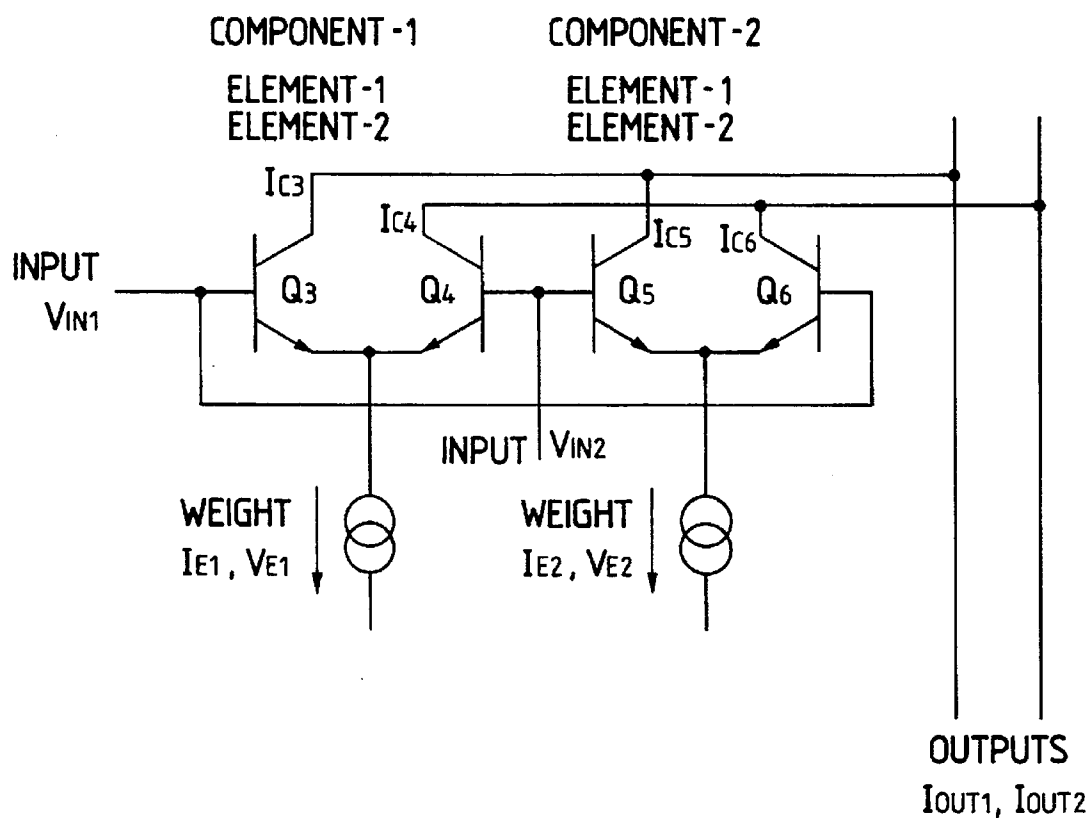 COMPONENT-1
COMPONENT-2
ELEMENT-1
ELEMENT-2
ELEMENT-1
ELEMENT-2
IC3
IC4
IC5
IC6
INPUT
VIN1
Q3
Q4
Q5
Q6
INPUT VIN2
WEIGHT
IE1, VE1
WEIGHT
IE2, VE2
OUTPUTS
IOUT1, IOUT2